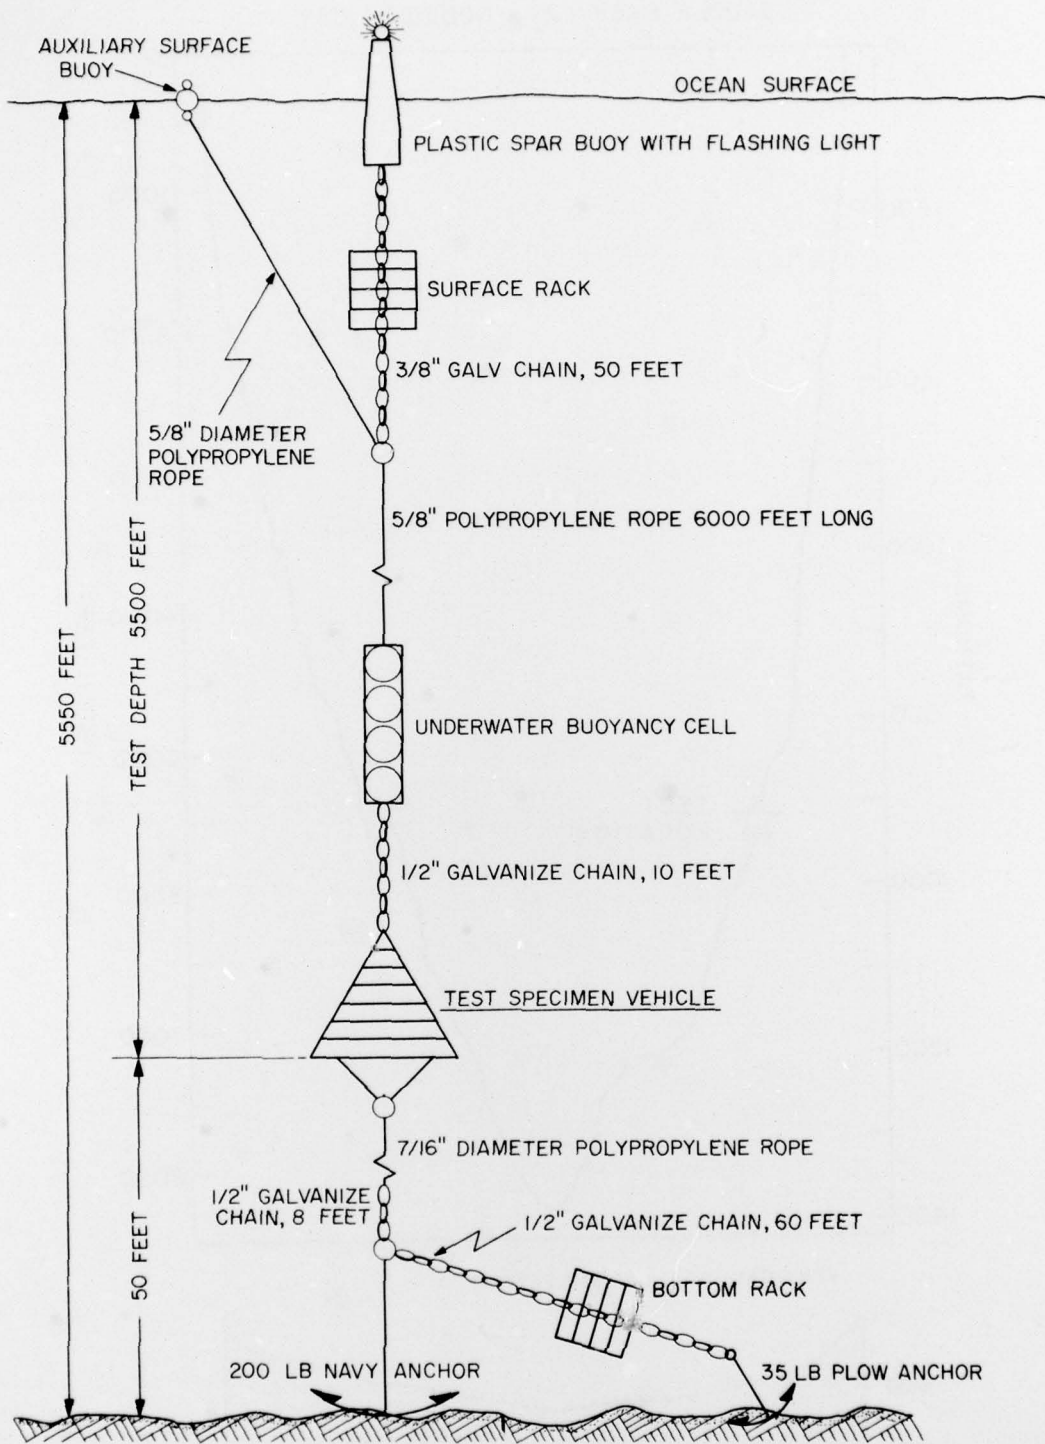 AUXILIARY SURFACE
BUOY
OCEAN SURFACE
PLASTIC SPAR BUOY WITH FLASHING LIGHT
SURFACE RACK
3/8" GALV CHAIN, 50 FEET
5/8" DIAMETER
POLYPROPYLENE
ROPE
5/8" POLYPROPYLENE ROPE 6000 FEET LONG
5550 FEET
TEST DEPTH 5500 FEET
UNDERWATER BUOYANCY CELL
1/2" GALVANIZE CHAIN, 10 FEET
TEST SPECIMEN VEHICLE
7/16" DIAMETER POLYPROPYLENE ROPE
1/2" GALVANIZE
CHAIN, 8 FEET
1/2" GALVANIZE CHAIN, 60 FEET
50 FEET
BOTTOM RACK
200 LB NAVY ANCHOR
35 LB PLOW ANCHOR